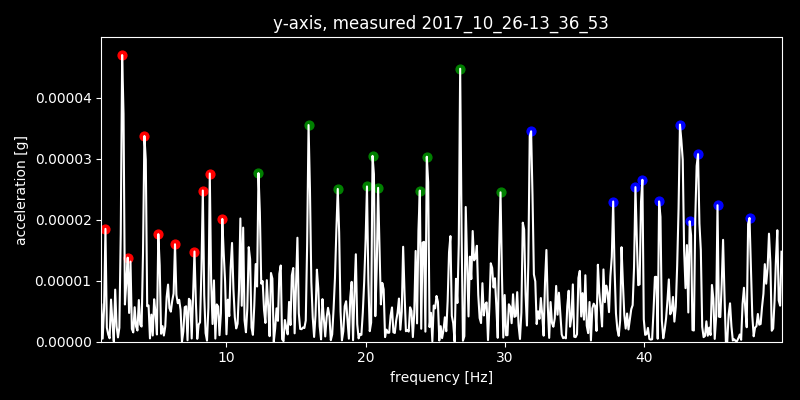 y-axis, measured 2017_10_26-13_36_53
acceleration [g]
0.00004
0.00003
0.00002
0.00001
0.00000
10 20 30 40
frequency [Hz]